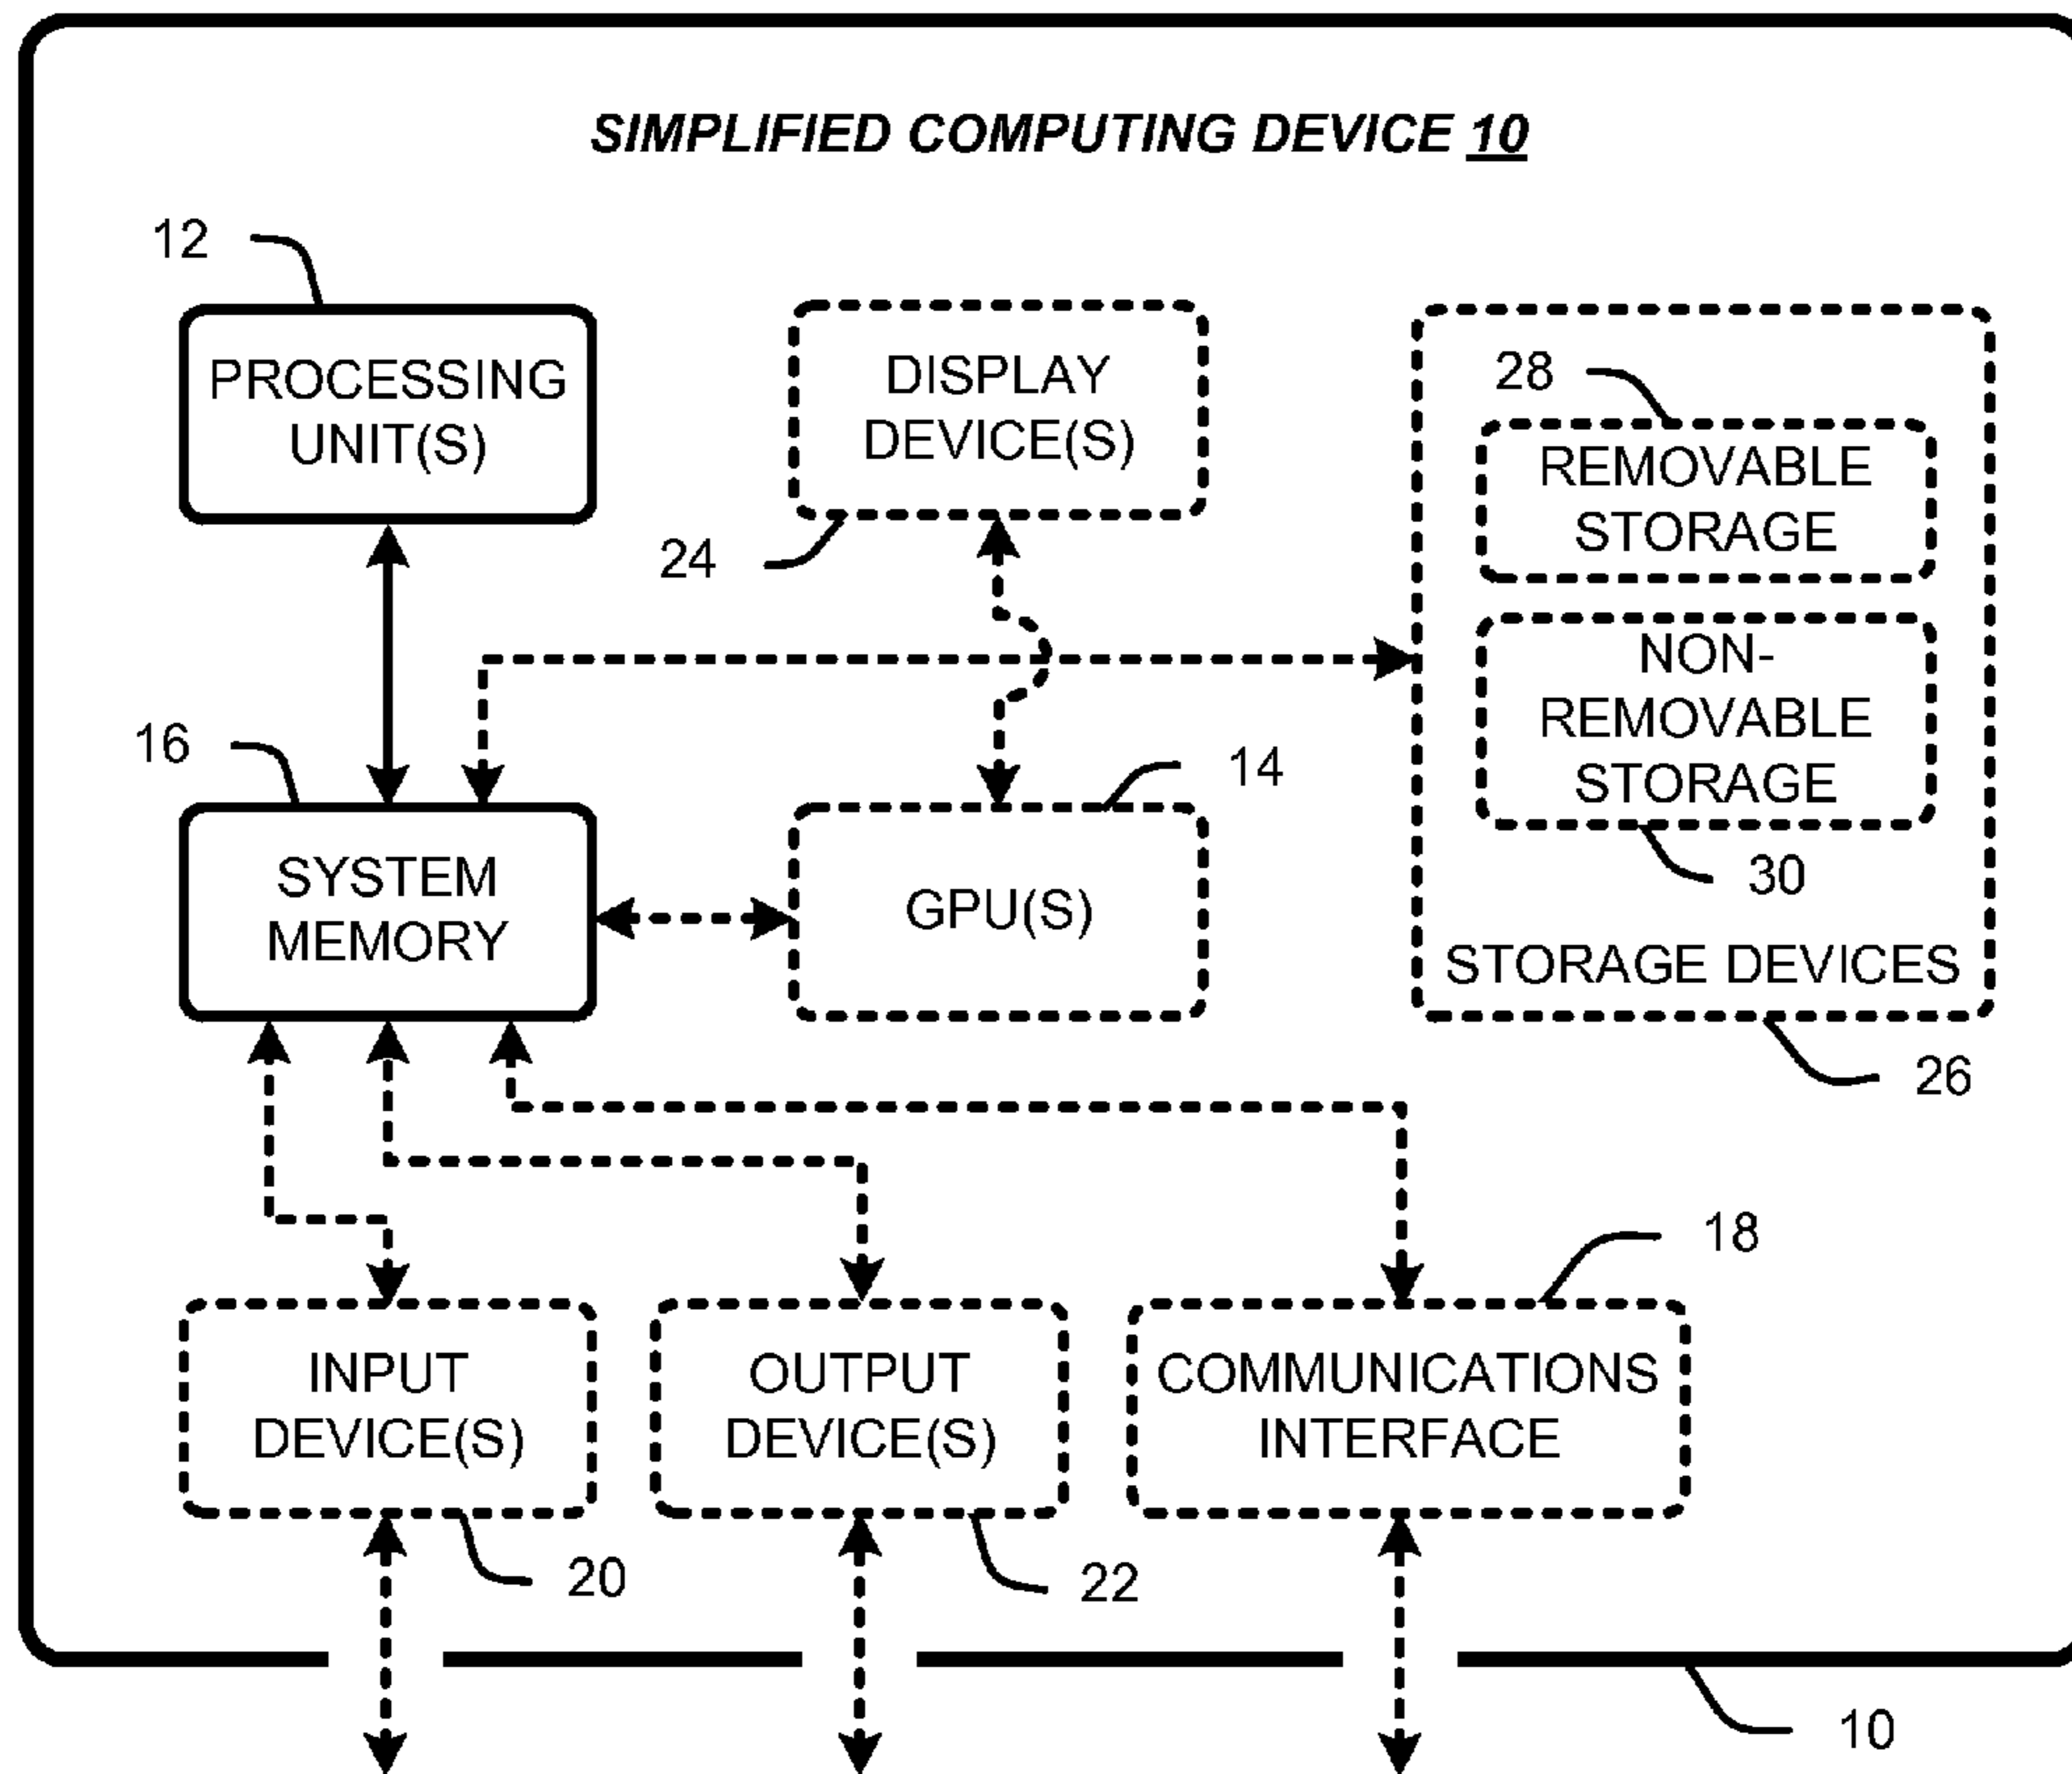 SIMPLIFIED COMPUTING DEVICE 10
12
PROCESSING
UNIT(S)
DISPLAY
DEVICE(S)
24
28
REMOVABLE
STORAGE
NON-
REMOVABLE
STORAGE
30
STORAGE DEVICES
26
16
SYSTEM
MEMORY
14
GPU(S)
18
INPUT
DEVICE(S)
20
OUTPUT
DEVICE(S)
22
COMMUNICATIONS
INTERFACE
10